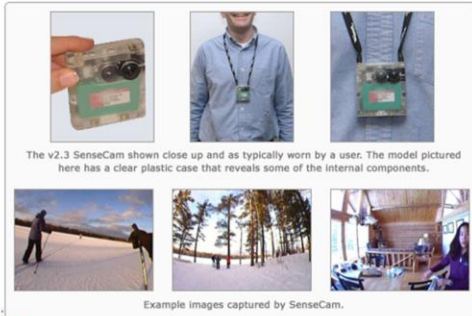 The v2.3 SenseCam shown close up and as typically worn by a user. The model pictured
here has a clear plastic case that reveals some of the internal components.
Example images captured by SenseCam.